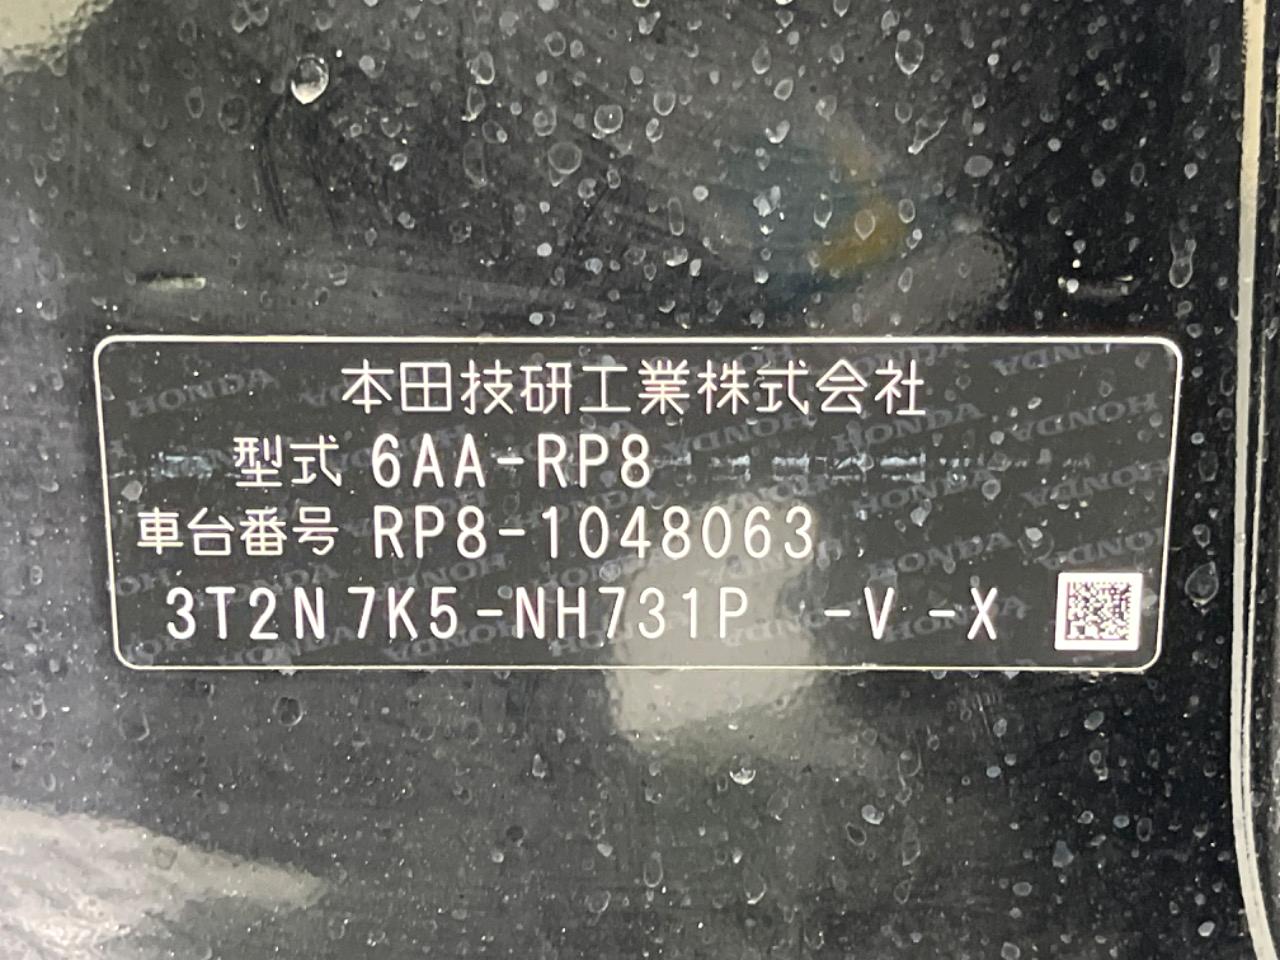 本田技研工業株式会社
型式 6AA-RP8
車台番号 RP8-1048063
3T2N7K5-NH731P -V -X